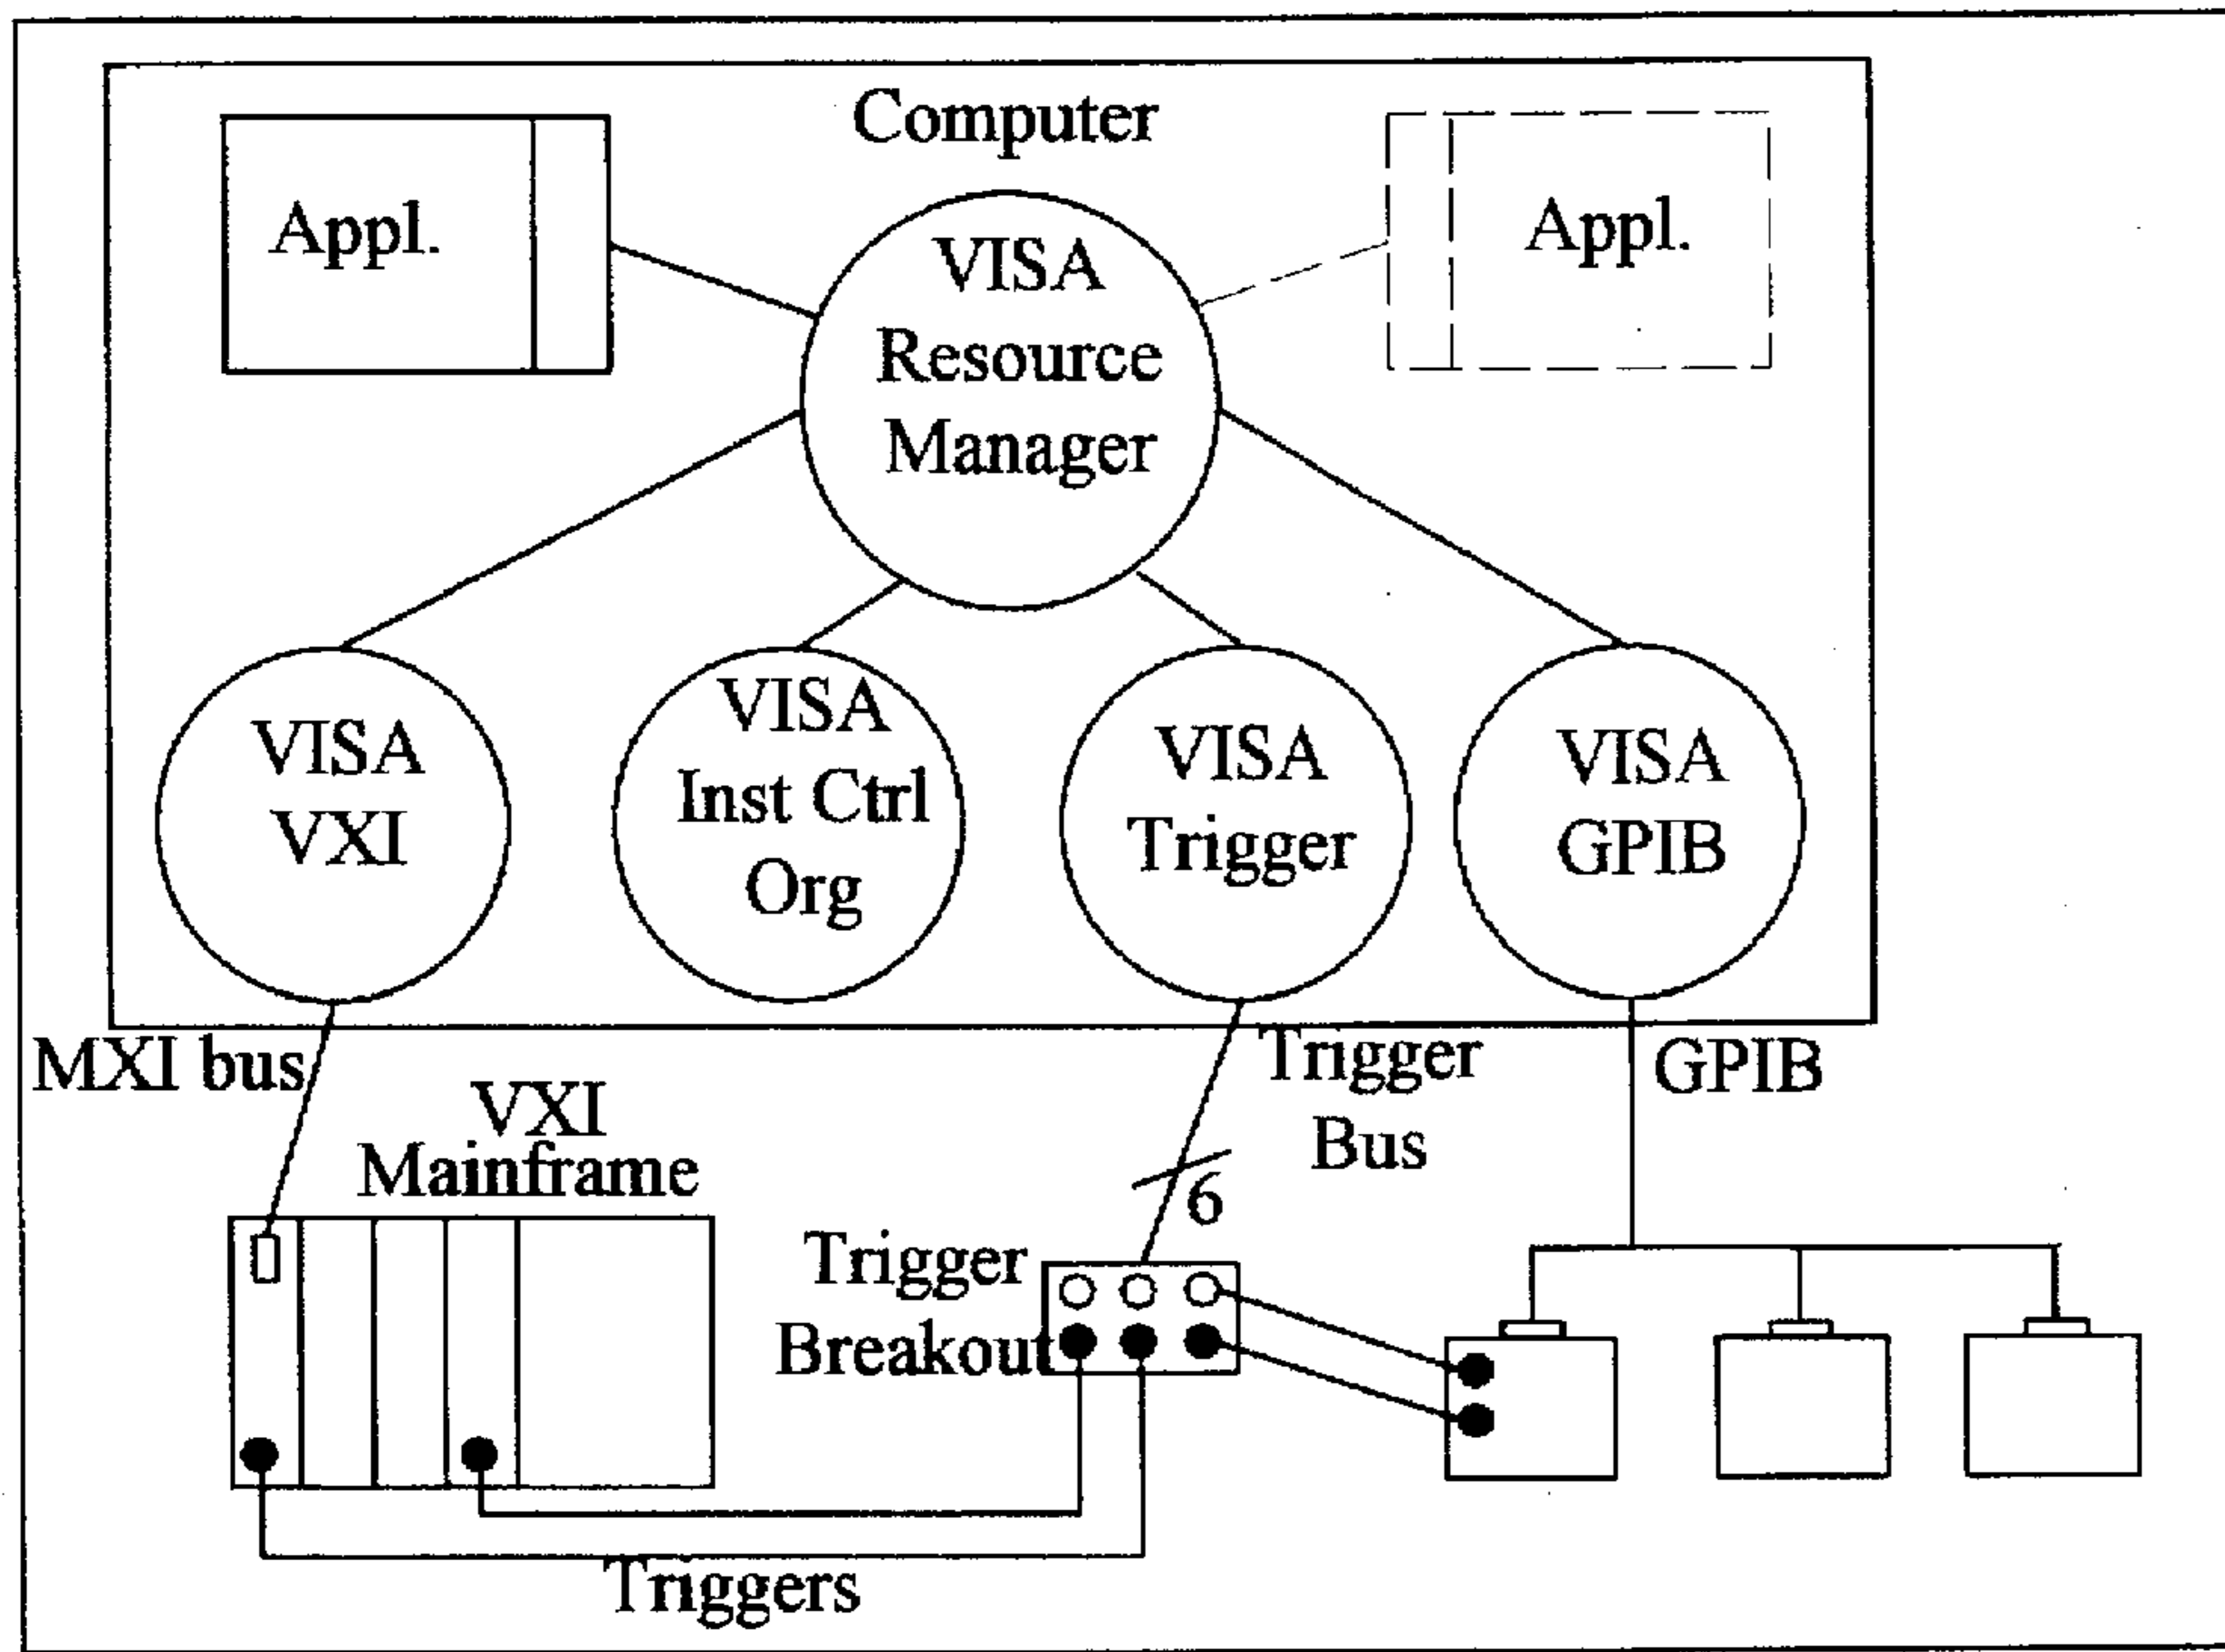 Computer
Appl.
Appl.
VISA
Resource
Manager
VISA
VXI
VISA
Inst Ctrl
Org
VISA
Trigger
VISA
GPIB
MXI bus
Trigger
Bus
GPIB
VXI
Mainframe
6
Trigger
Breakout
Triggers